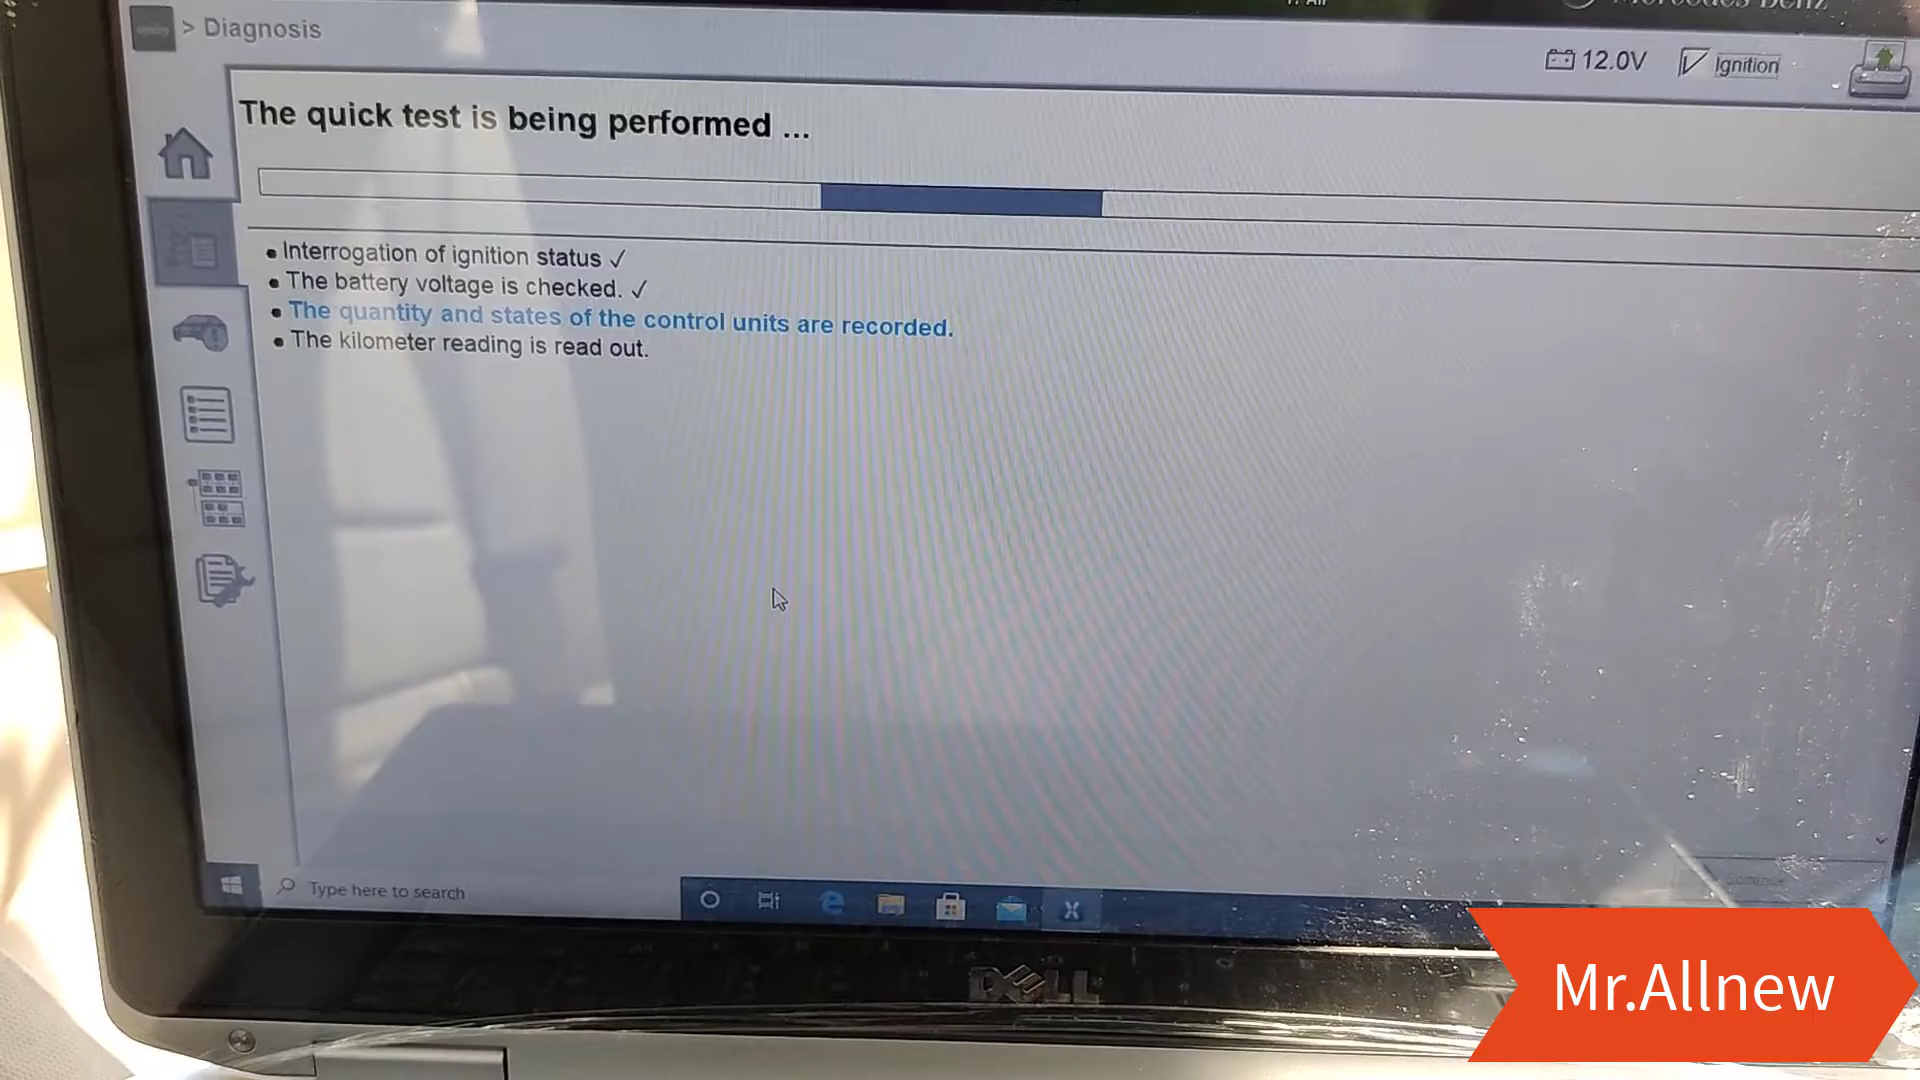 > Diagnosis
12.0V
Ignition
The quick test is being performed ...
• Interrogation of ignition status ✓
• The battery voltage is checked. ✓
• The quantity and states of the control units are recorded.
• The kilometer reading is read out.
Type here to search
DELL
Mr.Allnew